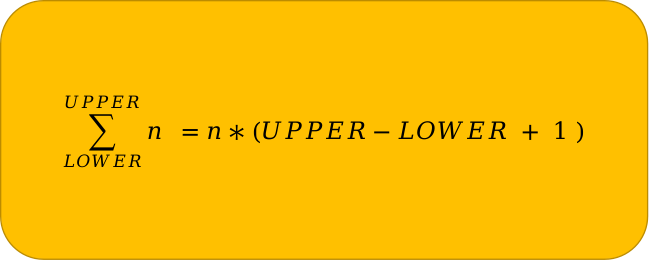 UPPER
∑ n = n * (UPPER − LOWER + 1 )
LOWER